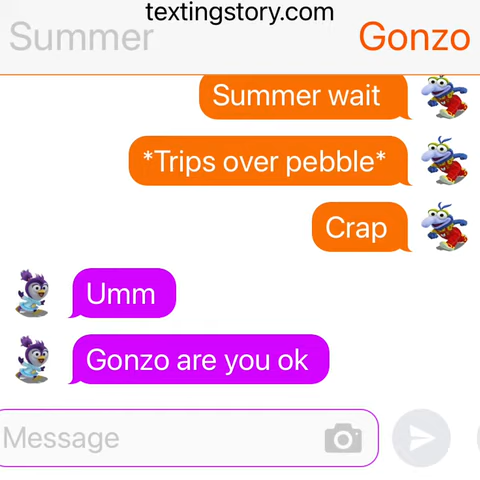 textingstory.com
Summer
Gonzo
Summer wait
*Trips over pebble*
Crap
Umm
Gonzo are you ok
Message